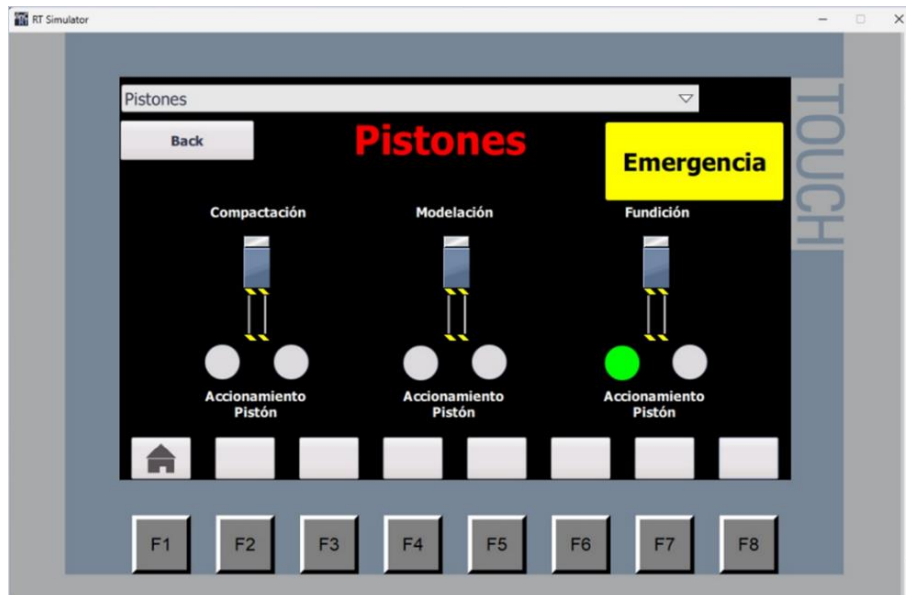 RT Simulator
Pistones
Back
Pistones
Emergencia
TOUCH
Compactación
Modelación
Fundición
Accionamiento
Pistón
Accionamiento
Pistón
Accionamiento
Pistón
F1
F2
F3
F4
F5
F6
F7
F8